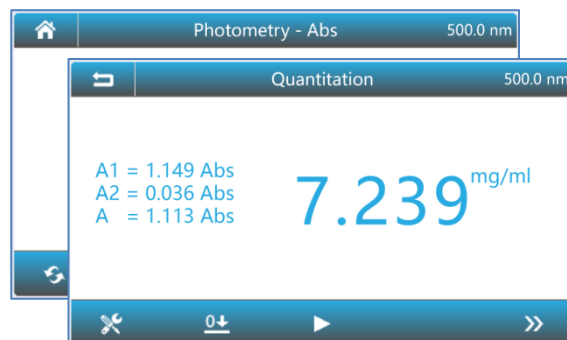 Photometry - Abs 500.0 nm
Quantitation 500.0 nm
A1 = 1.149 Abs
A2 = 0.036 Abs
A = 1.113 Abs
7.239 mg/ml
0